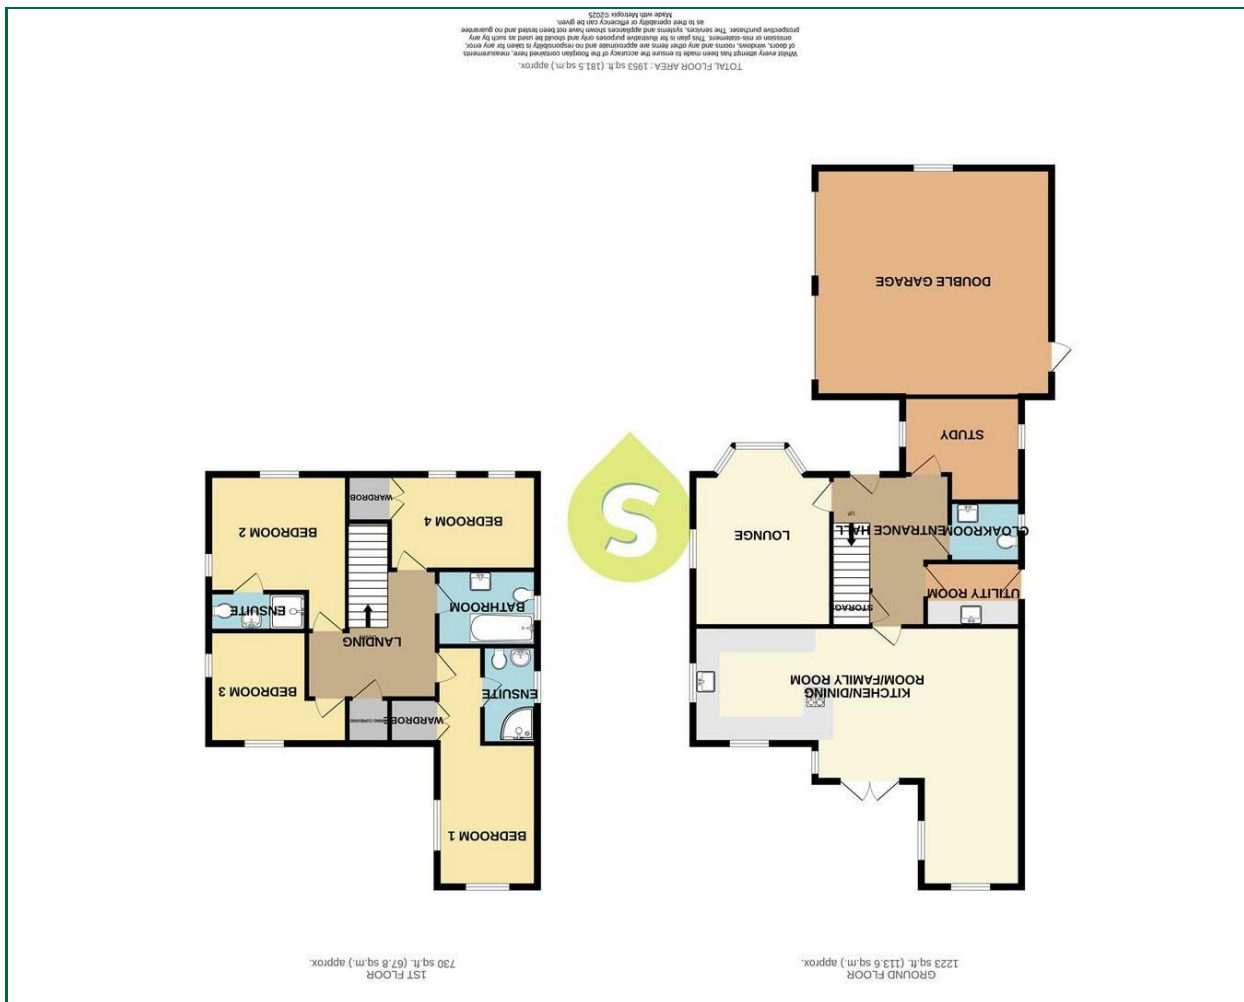 GROUND FLOOR
1223 sq.ft. (113.6 sq.m.) approx.
1ST FLOOR
730 sq.ft. (67.8 sq.m.) approx.
KITCHEN/DINING
ROOM/FAMILY ROOM
UTILITY ROOM
STORAG
CLOAKROOM
ENTRANCE HALL
UP
LOUNGE
STUDY
DOUBLE GARAGE
BEDROOM 1
ENSUITE
WARDROBE
BEDROOM 3
LANDING
DOWN
BATHROOM
ENSUITE
BEDROOM 2
BEDROOM 4
WARDROB
S
TOTAL FLOOR AREA : 1953 sq.ft. (181.5 sq.m.) approx.
Whilst every attempt has been made to ensure the accuracy of the floorplan contained here, measurements
of doors, windows, rooms and any other items are approximate and no responsibility is taken for any error,
omission or mis-statement. This plan is for illustrative purposes only and should be used as such by any
prospective purchaser. The services, systems and appliances shown have not been tested and no guarantee
as to their operability or efficiency can be given.
Made with Metropix ©2025